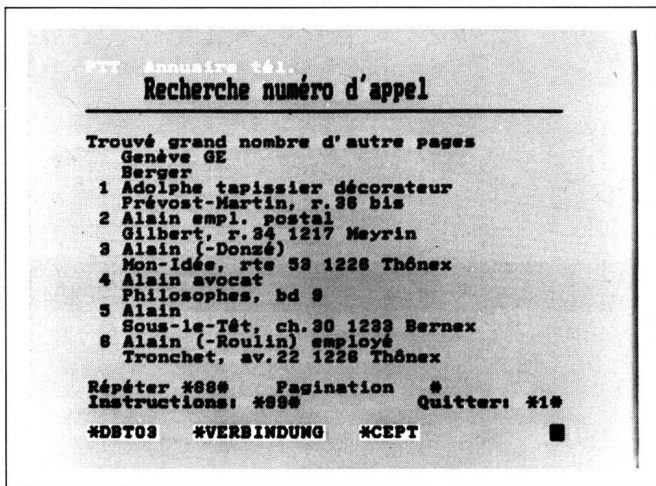 PTT Annuaire tél.
Recherche numéro d'appel
Trouvé grand nombre d'autre pages
Genève GE
Berger
1 Adolphe tapissier décorateur
Prévost-Martin, r.36 bis
2 Alain empl. postal
Gilbert, r.34 1217 Meyrin
3 Alain (-Donzé)
Mon-Idée, rte 53 1226 Thônex
4 Alain avocat
Philosophes, bd 9
5 Alain
Sous-le-Têt, ch.30 1233 Bernex
6 Alain (-Roulin) employé
Tronchet, av.22 1226 Thônex
Répéter *69# Pagination #
Instructions: *99# Quitter: *1#
*DBT03 *VERBINDUNG *CEPT